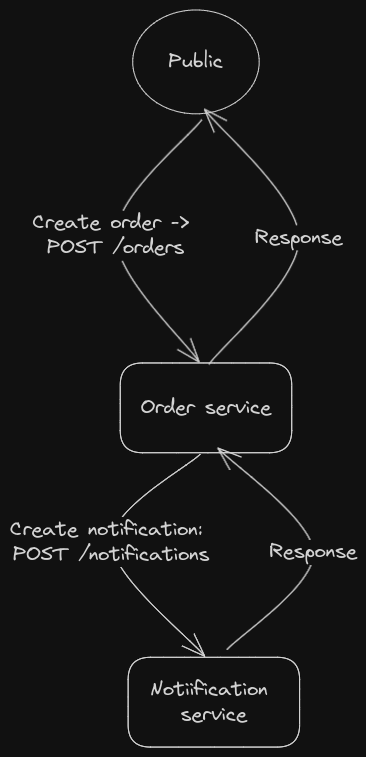 Public
Create order ->
POST /orders
Response
Order service
Create notification:
POST /notifications
Response
Notiification
service